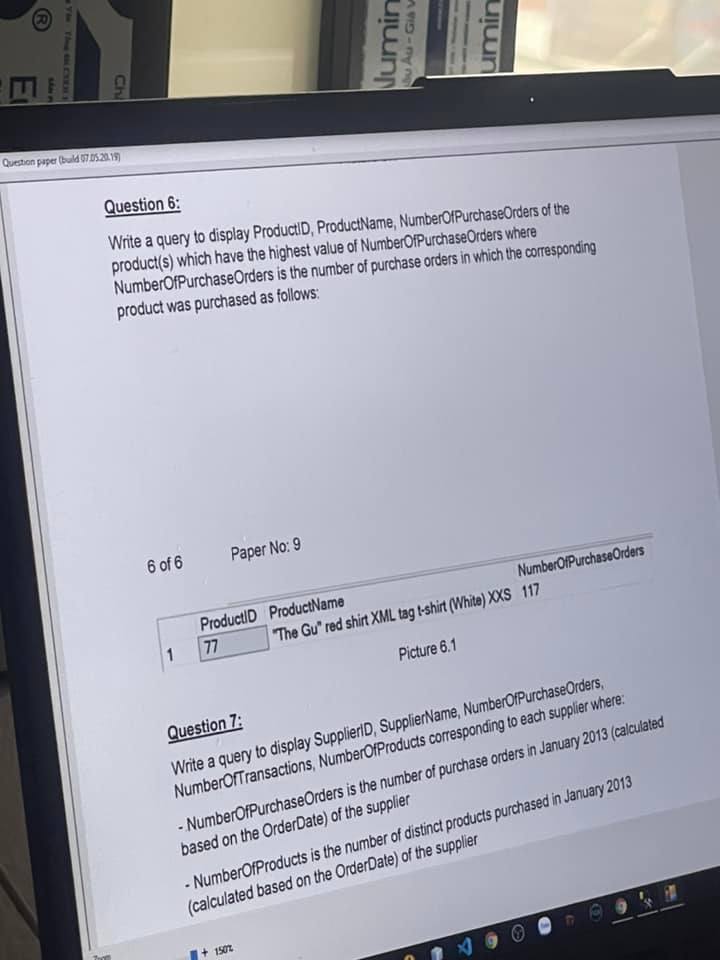 Numin
Âu Âu - Giá V
umin
®
Question paper (build 07.05.20.19)
Question 6:
Write a query to display ProductID, ProductName, NumberOfPurchaseOrders of the
product(s) which have the highest value of NumberOfPurchaseOrders where
NumberOfPurchaseOrders is the number of purchase orders in which the corresponding
product was purchased as follows:
6 of 6 Paper No: 9
ProductID ProductName NumberOfPurchaseOrders
1 77 "The Gu" red shirt XML tag t-shirt (White) XXS 117
Picture 6.1
Question 7:
Write a query to display SupplierID, SupplierName, NumberOfPurchaseOrders,
NumberOfTransactions, NumberOfProducts corresponding to each supplier where:
- NumberOfPurchaseOrders is the number of purchase orders in January 2013 (calculated
based on the OrderDate) of the supplier
- NumberOfProducts is the number of distinct products purchased in January 2013
(calculated based on the OrderDate) of the supplier
Zoom
+ 150%